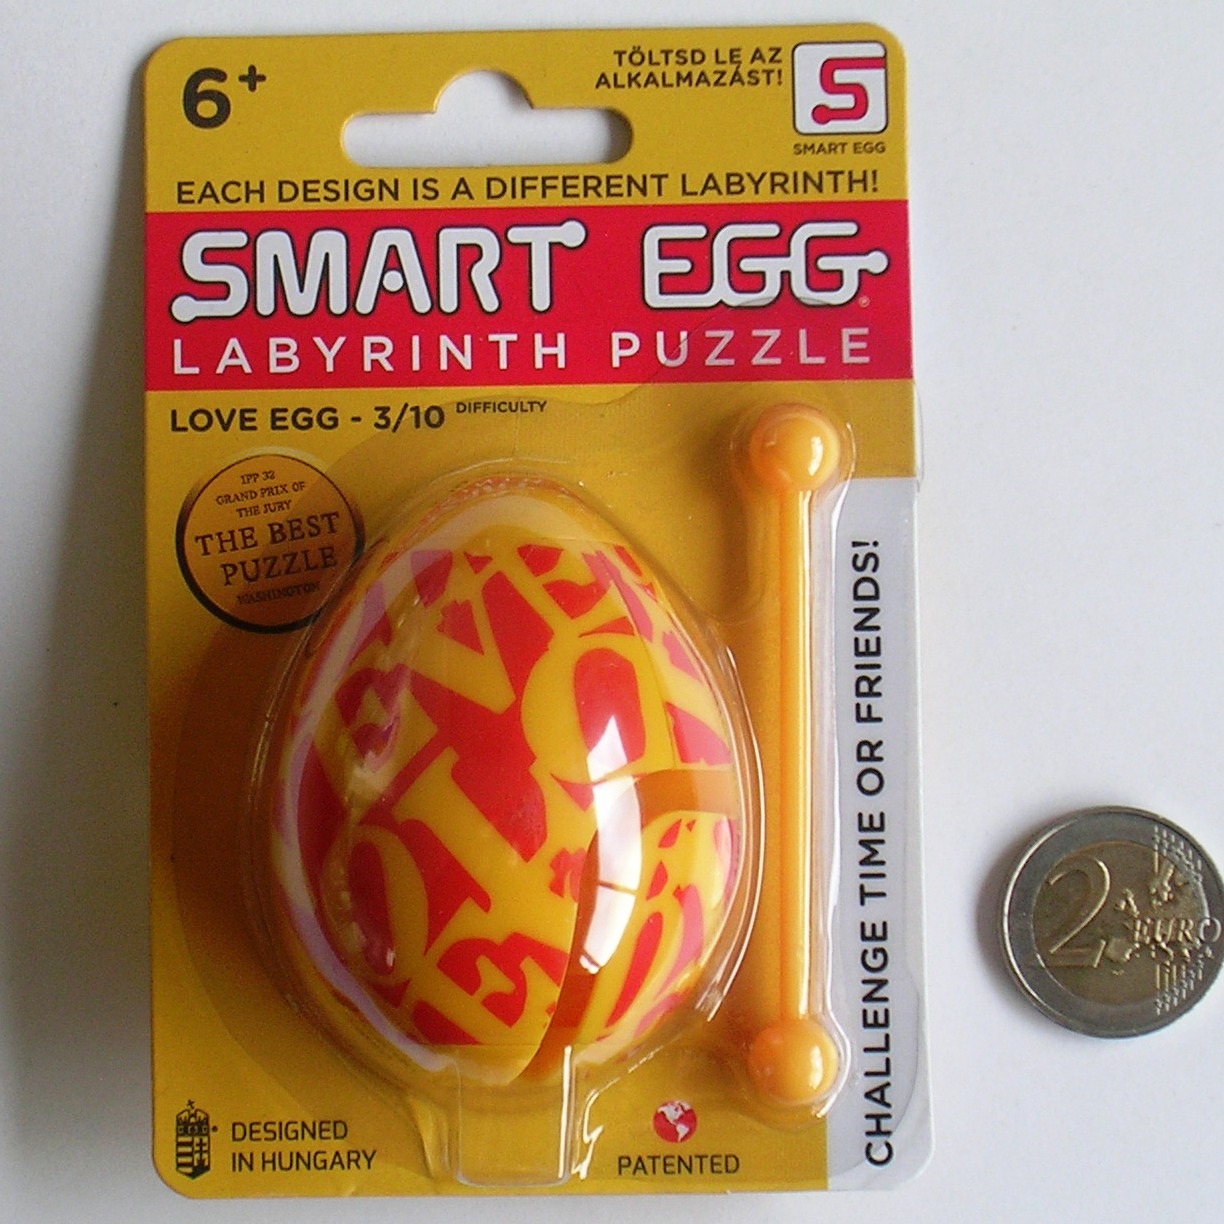 6+
TÖLTSD LE AZ
ALKALMAZÁST!
S
SMART EGG
EACH DESIGN IS A DIFFERENT LABYRINTH!
SMART EGG®
LABYRINTH PUZZLE
LOVE EGG - 3/10 DIFFICULTY
IPP 32
GRAND PRIX OF
THE JURY
THE BEST
PUZZLE
WASHINGTON
EVE
LO
CHALLENGE TIME OR FRIENDS!
2 EURO
DESIGNED
IN HUNGARY
PATENTED